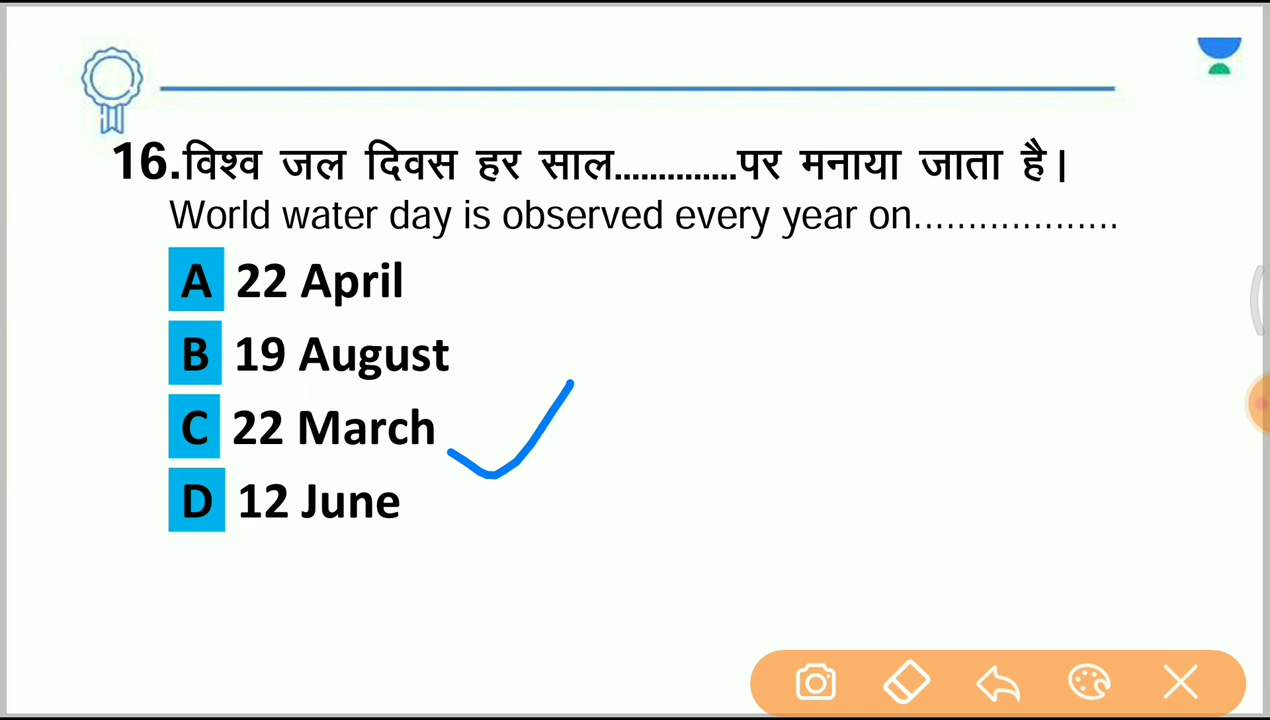 16.विश्व जल दिवस हर साल..............पर मनाया जाता है।
World water day is observed every year on...................
A 22 April
B 19 August
C 22 March
D 12 June